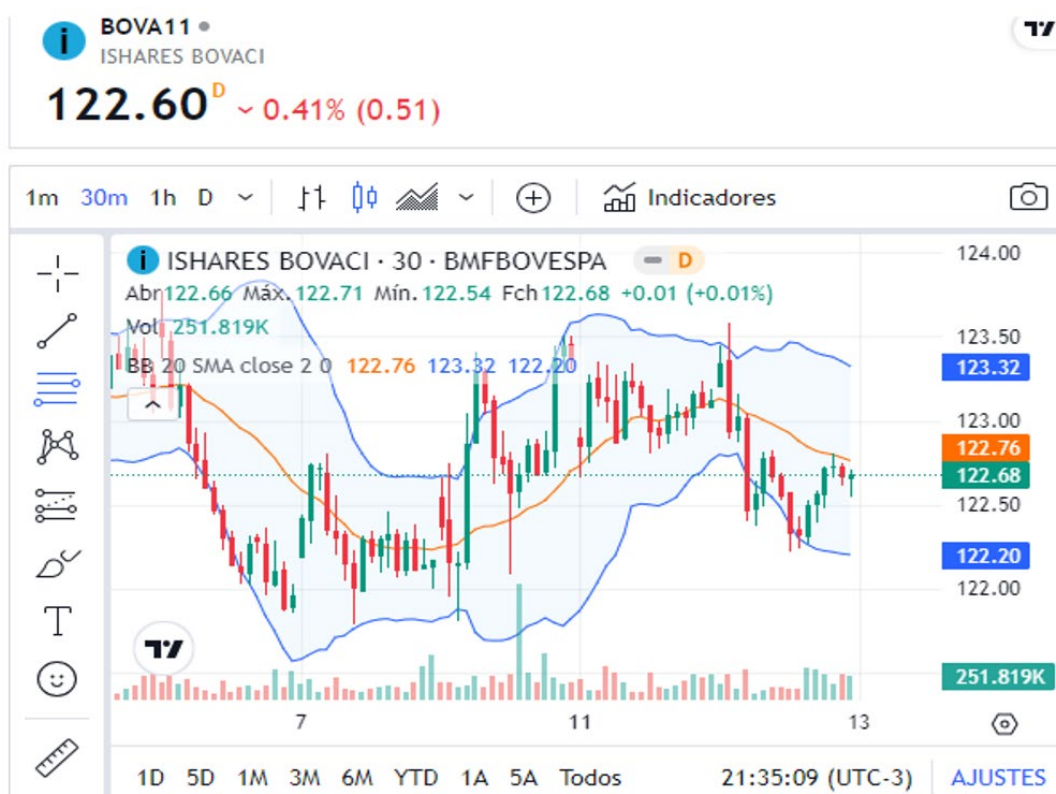 BOVA11
ISHARES BOVACI
122.60 D 0.41% (0.51)
1m 30m 1h D Indicadores
ISHARES BOVACI · 30 · BMFBOVESPA D
Abr122.66 Máx.122.71 Mín.122.54 Fch122.68 +0.01 (+0.01%)
Vol 251.819K
BB 20 SMA close 2 0 122.76 123.32 122.20
124.00
123.50
123.32
123.00
122.76
122.68
122.50
122.20
122.00
251.819K
7 11 13
1D 5D 1M 3M 6M YTD 1A 5A Todos 21:35:09 (UTC-3) AJUSTES